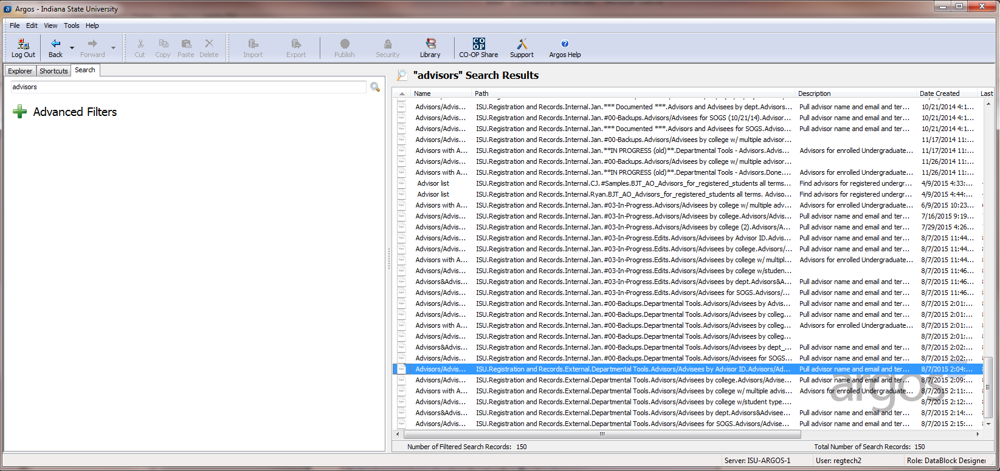 Argos - Indiana State University
File Edit View Tools Help
Log Out Back Forward Cut Copy Paste Delete Import Export Publish Security Library CO-OP Share Support Argos Help
Explorer Shortcuts Search
advisors
Advanced Filters
"advisors" Search Results
Name Path Description Date Created Last
Advisors/Advis... ISU.Registration and Records.Internal.Jan.*** Documented ***.Advisors and Advisees by dept.Advisors... Pull advisor name and email and ter... 10/21/2014 4:1...
Advisors/Advis... ISU.Registration and Records.Internal.Jan. #00-Backups.Advisors/Advisees for SOGS (10/21/14).Advisor... Pull advisor name and email and ter... 10/21/2014 4:1...
Advisors/Advis... ISU.Registration and Records.Internal.Jan.*** Documented ***.Advisors and Advisees for SOGS.Adviso... Pull advisor name and email and ter... 10/21/2014 4:1...
Advisors/Advis... ISU.Registration and Records.Internal.Jan. #00-Backups.Advisors/Advisees by college w/ multiple advisor... 11/17/2014 11:...
Advisors with A... ISU.Registration and Records.Internal.Jan.**IN PROGRESS (old)**.Departmental Tools - Advisors.Advis... Advisors for enrolled Undergraduate... 11/17/2014 11:...
Advisors/Advis... ISU.Registration and Records.Internal.Jan. #00-Backups.Advisors/Advisees by college w/ multiple advisor... 11/26/2014 11:...
Advisors with A... ISU.Registration and Records.Internal.Jan.**IN PROGRESS (old)**.Departmental Tools - Advisors.Done.... Advisors for enrolled Undergraduate... 11/26/2014 11:...
Advisor list ISU.Registration and Records.Internal.CJ. #Samples.BJT_AO_Advisors_for_registered_students all terms... Find advisors for registered undergr... 4/9/2015 4:33:...
Advisor list ISU.Registration and Records.Internal.Ryan.BJT_AO_Advisors_for_registered_students all terms. Adviso... Find advisors for registered undergr... 4/9/2015 4:44:...
Advisors with A... ISU.Registration and Records.Internal.Jan. #03-In-Progress.Advisors/Advisees by college w/ multiple adv... Advisors for enrolled Undergraduate... 6/9/2015 10:23...
Advisors/Advis... ISU.Registration and Records.Internal.Jan. #03-In-Progress.Advisors/Advisees by college.Advisors/Advis... Pull advisor name and email and ter... 7/16/2015 9:19...
Advisors/Advis... ISU.Registration and Records.Internal.Jan. #03-In-Progress.Advisors/Advisees by college (2).Advisors/A... Pull advisor name and email and ter... 7/29/2015 4:26...
Advisors/Advis... ISU.Registration and Records.Internal.Jan. #03-In-Progress.Edits.Advisors/Advisees by Advisor ID.Advis... Pull advisor name and email and ter... 8/7/2015 11:44...
Advisors/Advis... ISU.Registration and Records.Internal.Jan. #03-In-Progress.Edits.Advisors/Advisees by college.Advisors/... Pull advisor name and email and ter... 8/7/2015 11:44...
Advisors with A... ISU.Registration and Records.Internal.Jan. #03-In-Progress.Edits.Advisors/Advisees by college w/ multipl... Advisors for enrolled Undergraduate... 8/7/2015 11:44...
Advisors/Advis... ISU.Registration and Records.Internal.Jan. #03-In-Progress.Edits.Advisors/Advisees by college w/studen... 8/7/2015 11:46...
Advisors&Advis... ISU.Registration and Records.Internal.Jan. #03-In-Progress.Edits.Advisors/Advisees by dept.Advisors&A... Pull advisor name and email and ter... 8/7/2015 11:46...
Advisors/Advis... ISU.Registration and Records.Internal.Jan. #03-In-Progress.Edits.Advisors/Advisees for SOGS.Advisors/... Pull advisor name and email and ter... 8/7/2015 11:46...
Advisors/Advis... ISU.Registration and Records.Internal.Jan. #00-Backups.Departmental Tools.Advisors/Advisees by Advis... Pull advisor name and email and ter... 8/7/2015 2:01:...
Advisors/Advis... ISU.Registration and Records.Internal.Jan. #00-Backups.Departmental Tools.Advisors/Advisees by colleg... Pull advisor name and email and ter... 8/7/2015 2:01:...
Advisors with A... ISU.Registration and Records.Internal.Jan. #00-Backups.Departmental Tools.Advisors/Advisees by colleg... Advisors for enrolled Undergraduate... 8/7/2015 2:01:...
Advisors/Advis... ISU.Registration and Records.Internal.Jan. #00-Backups.Departmental Tools.Advisors/Advisees by colleg... 8/7/2015 2:01:...
Advisors&Advis... ISU.Registration and Records.Internal.Jan. #00-Backups.Departmental Tools.Advisors/Advisees by dept_... Pull advisor name and email and ter... 8/7/2015 2:02:...
Advisors/Advis... ISU.Registration and Records.Internal.Jan. #00-Backups.Departmental Tools.Advisors/Advisees for SOGS... Pull advisor name and email and ter... 8/7/2015 2:02:...
Advisors/Advis... ISU.Registration and Records.External.Departmental Tools.Advisors/Advisees by Advisor ID.Advisors/Ad... Pull advisor name and email and ter... 8/7/2015 2:04:...
Advisors/Advis... ISU.Registration and Records.External.Departmental Tools.Advisors/Advisees by college.Advisors/Advise... Pull advisor name and email and ter... 8/7/2015 2:09:...
Advisors with A... ISU.Registration and Records.External.Departmental Tools.Advisors/Advisees by college w/ multiple advis... Advisors for enrolled Undergraduate... 8/7/2015 2:11:...
Advisors/Advis... ISU.Registration and Records.External.Departmental Tools.Advisors/Advisees by college w/student type.... 8/7/2015 2:12:...
Advisors&Advis... ISU.Registration and Records.External.Departmental Tools.Advisors/Advisees by dept.Advisors&Advisee... Pull advisor name and email and ter... 8/7/2015 2:14:...
Advisors/Advis... ISU.Registration and Records.External.Departmental Tools.Advisors/Advisees for SOGS.Advisors/Advise... Pull advisor name and email and ter... 8/7/2015 2:15:...
argos
Number of Filtered Search Records: 150 Total Number of Search Records: 150
Server: ISU-ARGOS-1 User: regtech2 Role: DataBlock Designer